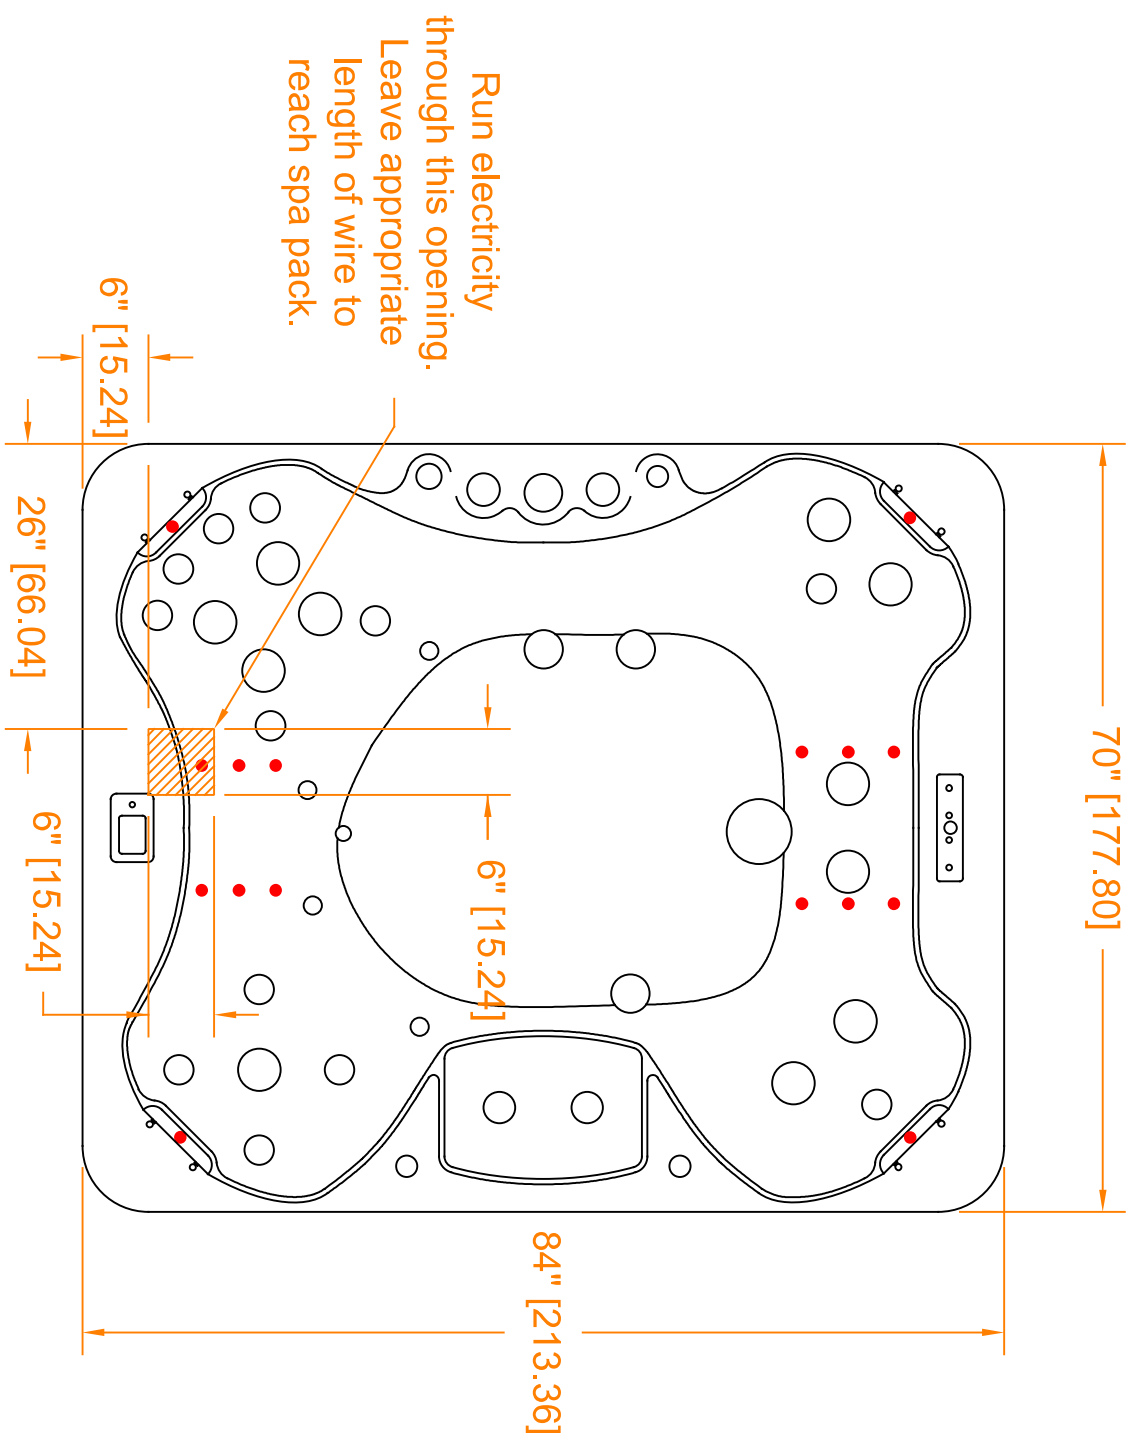 Run electricity
through this opening.
Leave appropriate
length of wire to
reach spa pack.
6" [15.24]
26" [66.04]
70" [177.80]
6" [15.24]
6" [15.24]
84" [213.36]